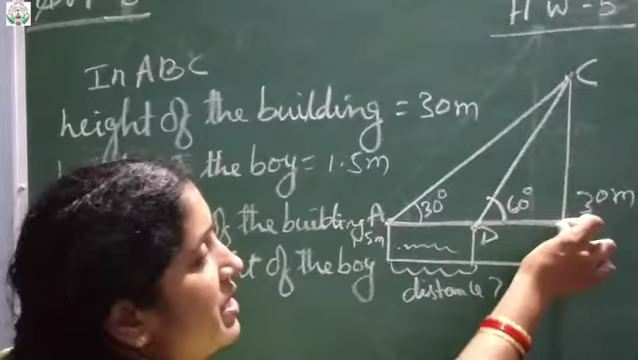 HW-5
In ABC
height of the building = 30m
the boy = 1.5m
of the building
of the boy
C
30°
60°
30m
A
1.5m
D
distance ?